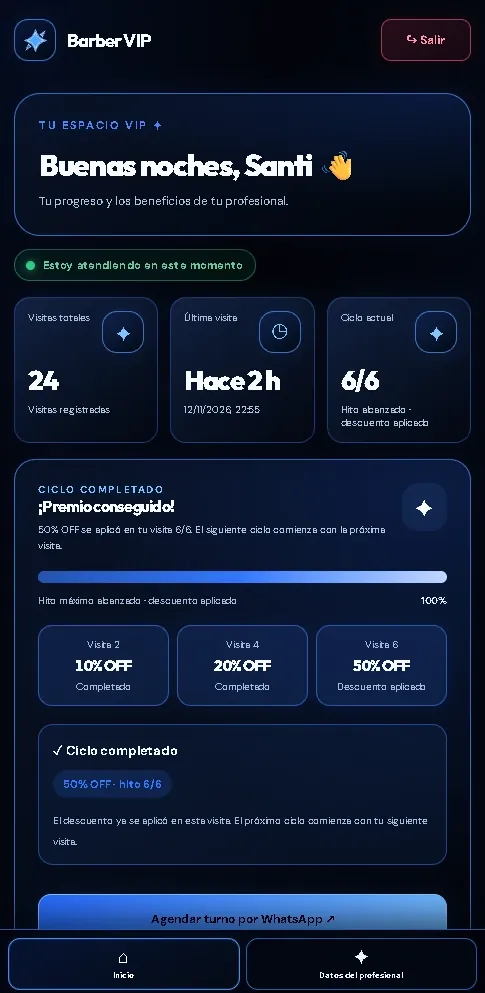 BarberVIP
↪ Salir
TU ESPACIO VIP ✦
Buenas noches, Santi 👋
Tu progreso y los beneficios de tu profesional.
Estoy atendiendo en este momento
Visitas totales
24
Visitas registradas
Última visita
Hace 2 h
12/11/2026, 22:55
Ciclo actual
6/6
Hito alcanzado ·
descuento aplicado
CICLO COMPLETADO
¡Premio conseguido!
50% OFF se aplicó en tu visita 6/6. El siguiente ciclo comienza con la próxima
visita.
Hito máximo alcanzado · descuento aplicado
100%
Visita 2
10% OFF
Completado
Visita 4
20% OFF
Completado
Visita 6
50% OFF
Descuento aplicado
✓ Ciclo completado
50% OFF · hito 6/6
El descuento ya se aplicó en esta visita. El próximo ciclo comienza con tu siguiente
visita.
Agendar turno por WhatsApp ↗
Inicio
Datos del profesional